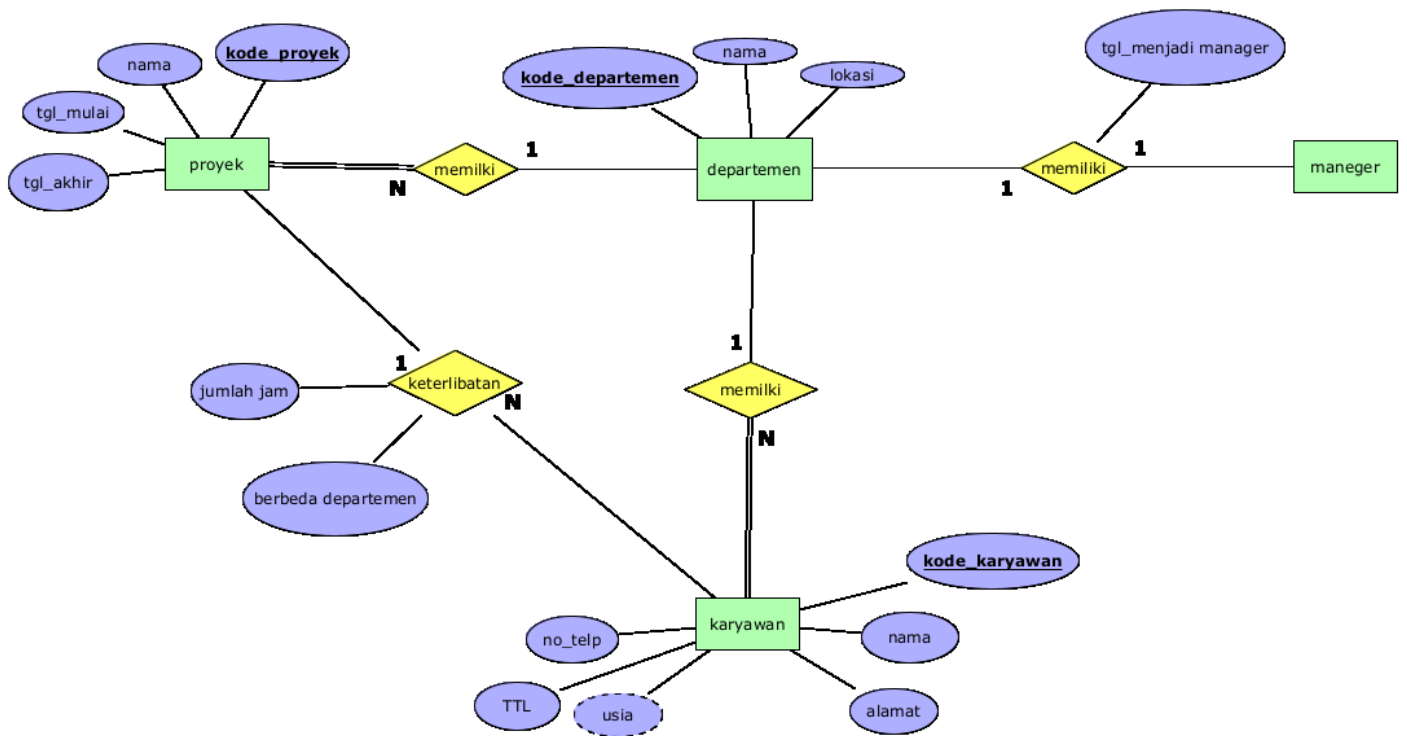 tgl_menjadi manager
kode_proyek
nama
kode_departemen
nama
lokasi
tgl_mulai
tgl_akhir
proyek
memilki
1
N
departemen
1
memiliki
1
maneger
1
keterlibatan
N
jumlah jam
berbeda departemen
1
memilki
N
kode_karyawan
karyawan
no_telp
nama
TTL
usia
alamat